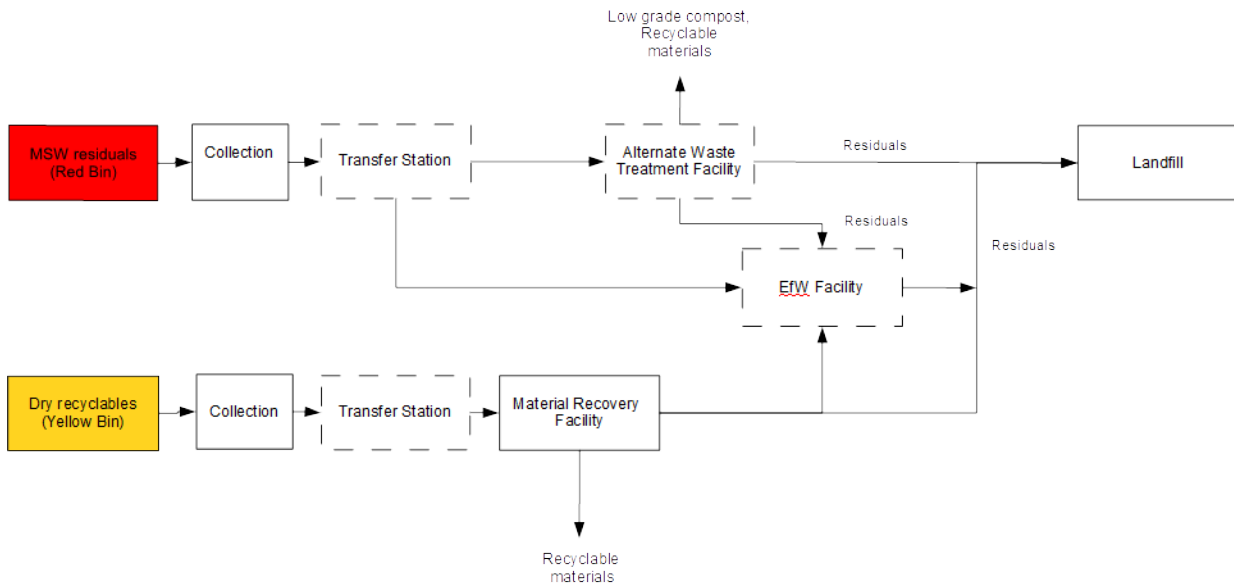 Low grade compost,
Recyclable
materials
MSW residuals
(Red Bin)
Collection
Transfer Station
Alternate Waste
Treatment Facility
Residuals
Landfill
Residuals
Residuals
EfW Facility
Dry recyclables
(Yellow Bin)
Collection
Transfer Station
Material Recovery
Facility
Recyclable
materials